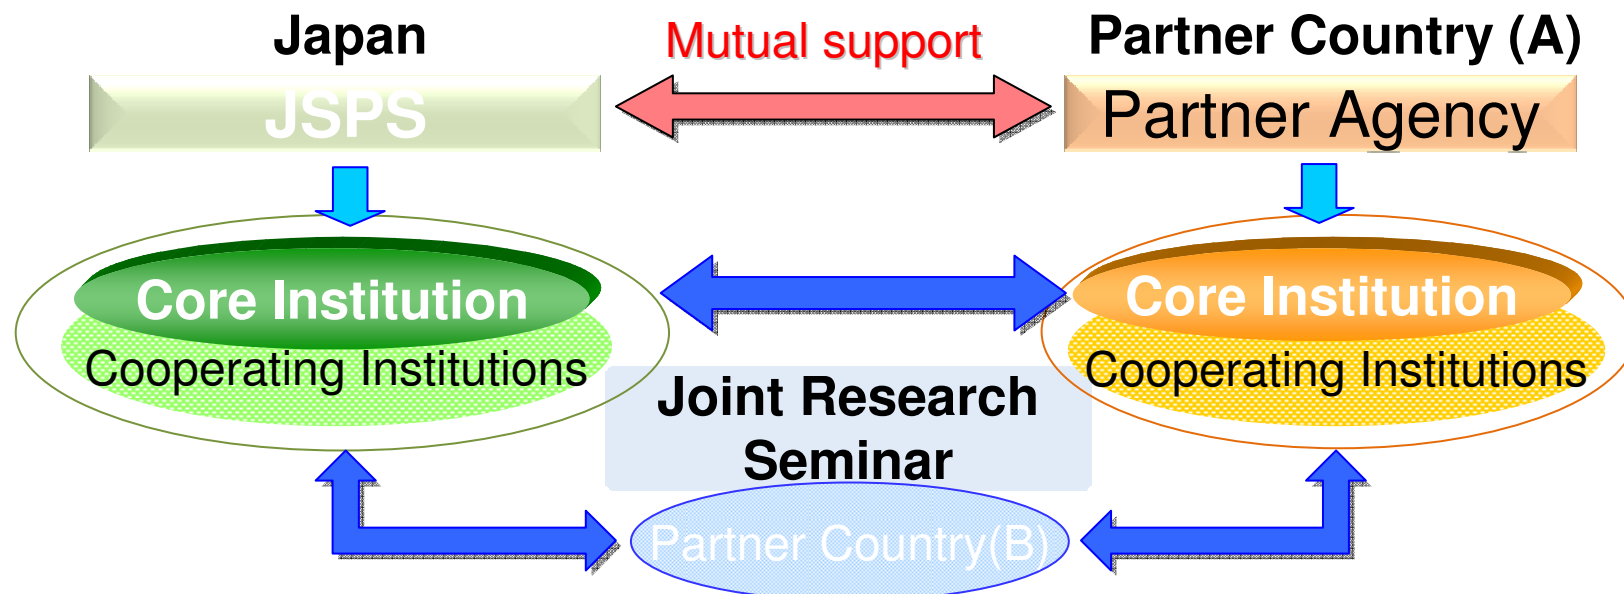 Japan
Mutual support
Partner Country (A)
JSPS
Partner Agency
Core Institution
Core Institution
Cooperating Institutions
Cooperating Institutions
Joint Research
Seminar
Partner Country(B)